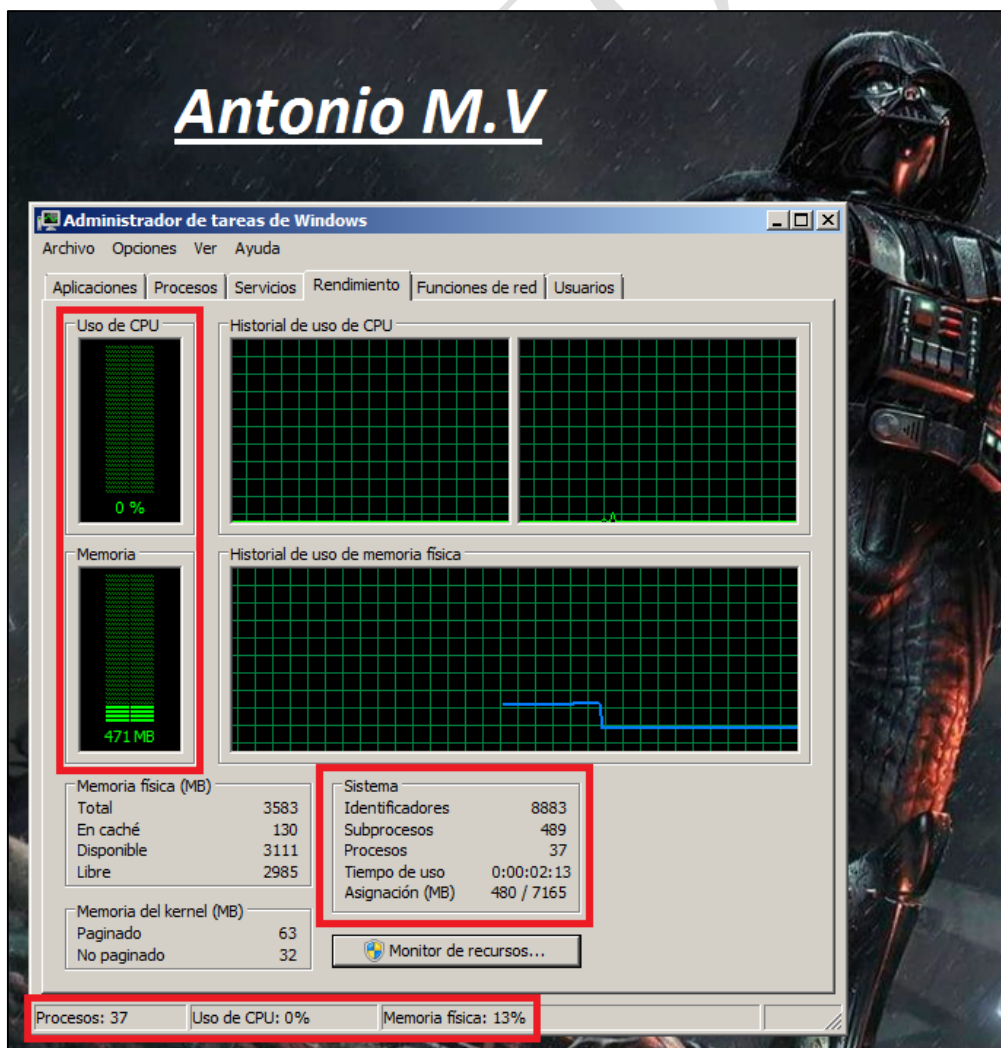 Antonio M.V
Administrador de tareas de Windows
Archivo Opciones Ver Ayuda
Aplicaciones Procesos Servicios Rendimiento Funciones de red Usuarios
Uso de CPU
Historial de uso de CPU
0 %
Memoria
Historial de uso de memoria física
471 MB
Memoria física (MB)
Total 3583
En caché 130
Disponible 3111
Libre 2985
Sistema
Identificadores 8883
Subprocesos 489
Procesos 37
Tiempo de uso 0:00:02:13
Asignación (MB) 480 / 7165
Memoria del kernel (MB)
Paginado 63
No paginado 32
Monitor de recursos...
Procesos: 37 Uso de CPU: 0% Memoria física: 13%